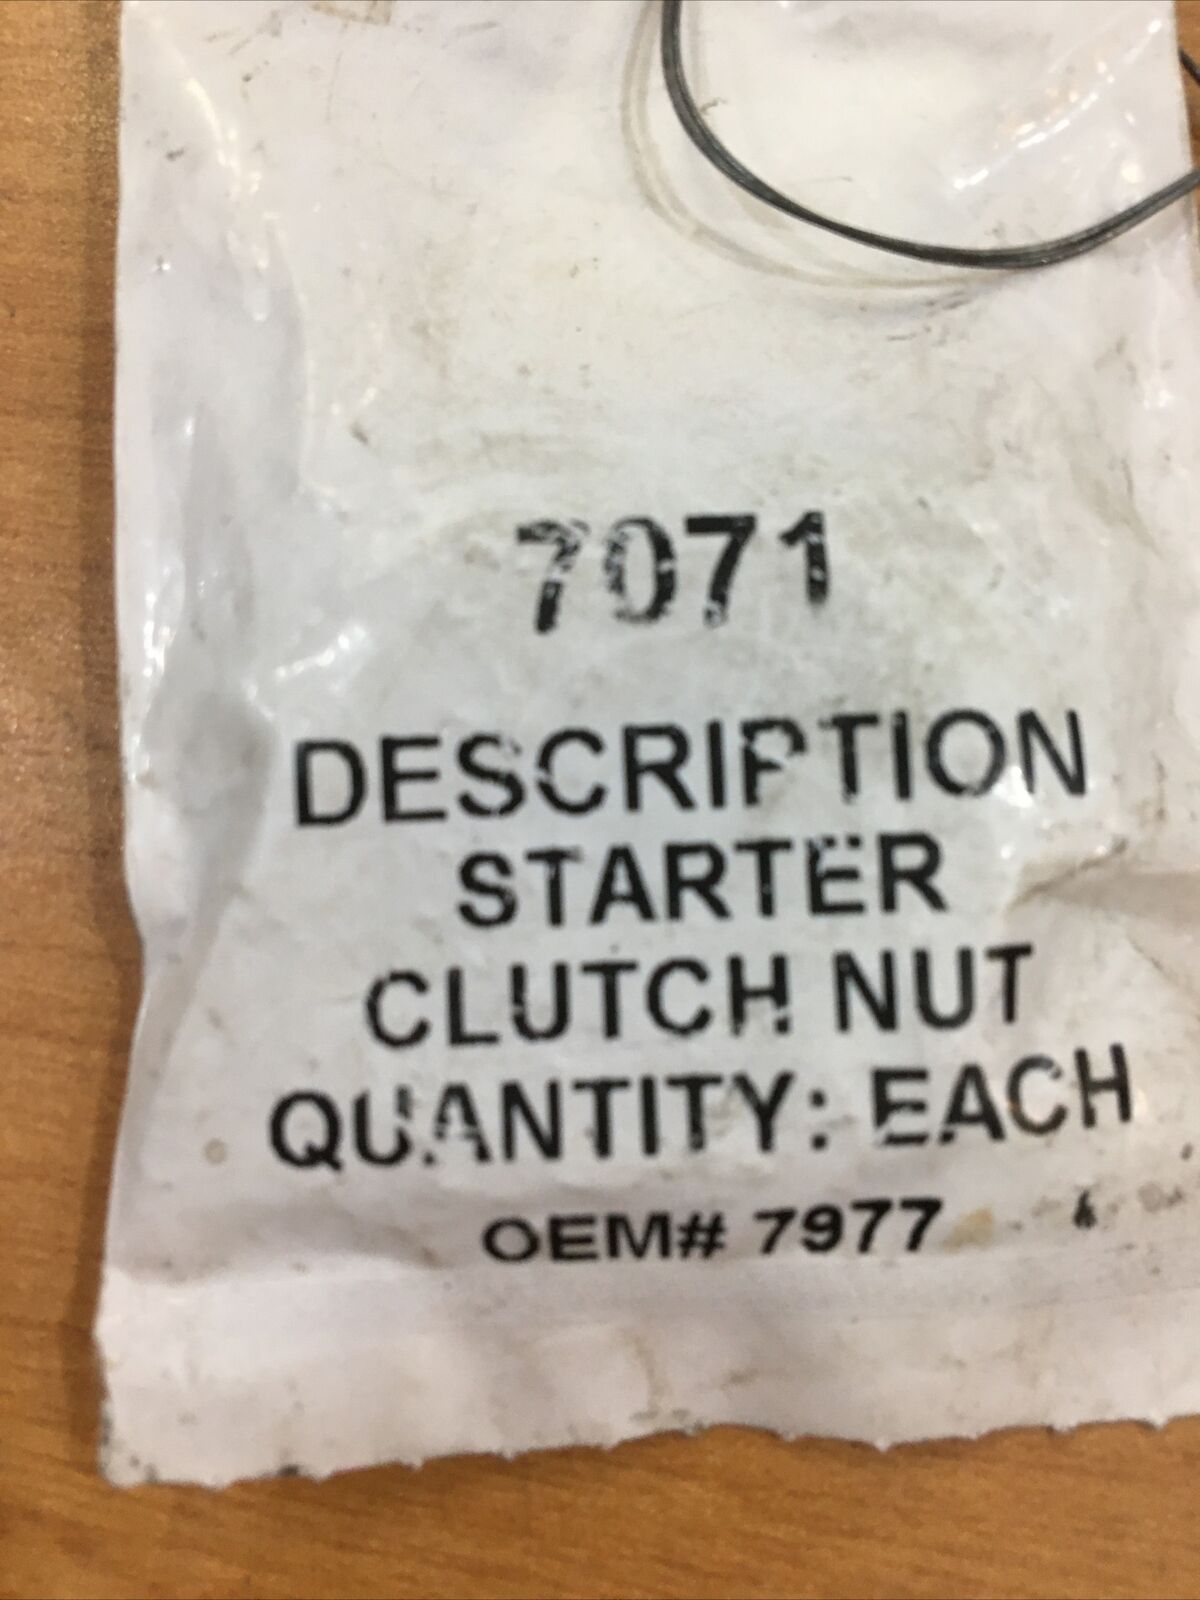 7071
DESCRIPTION
STARTER
CLUTCH NUT
QUANTITY: EACH
OEM# 7977